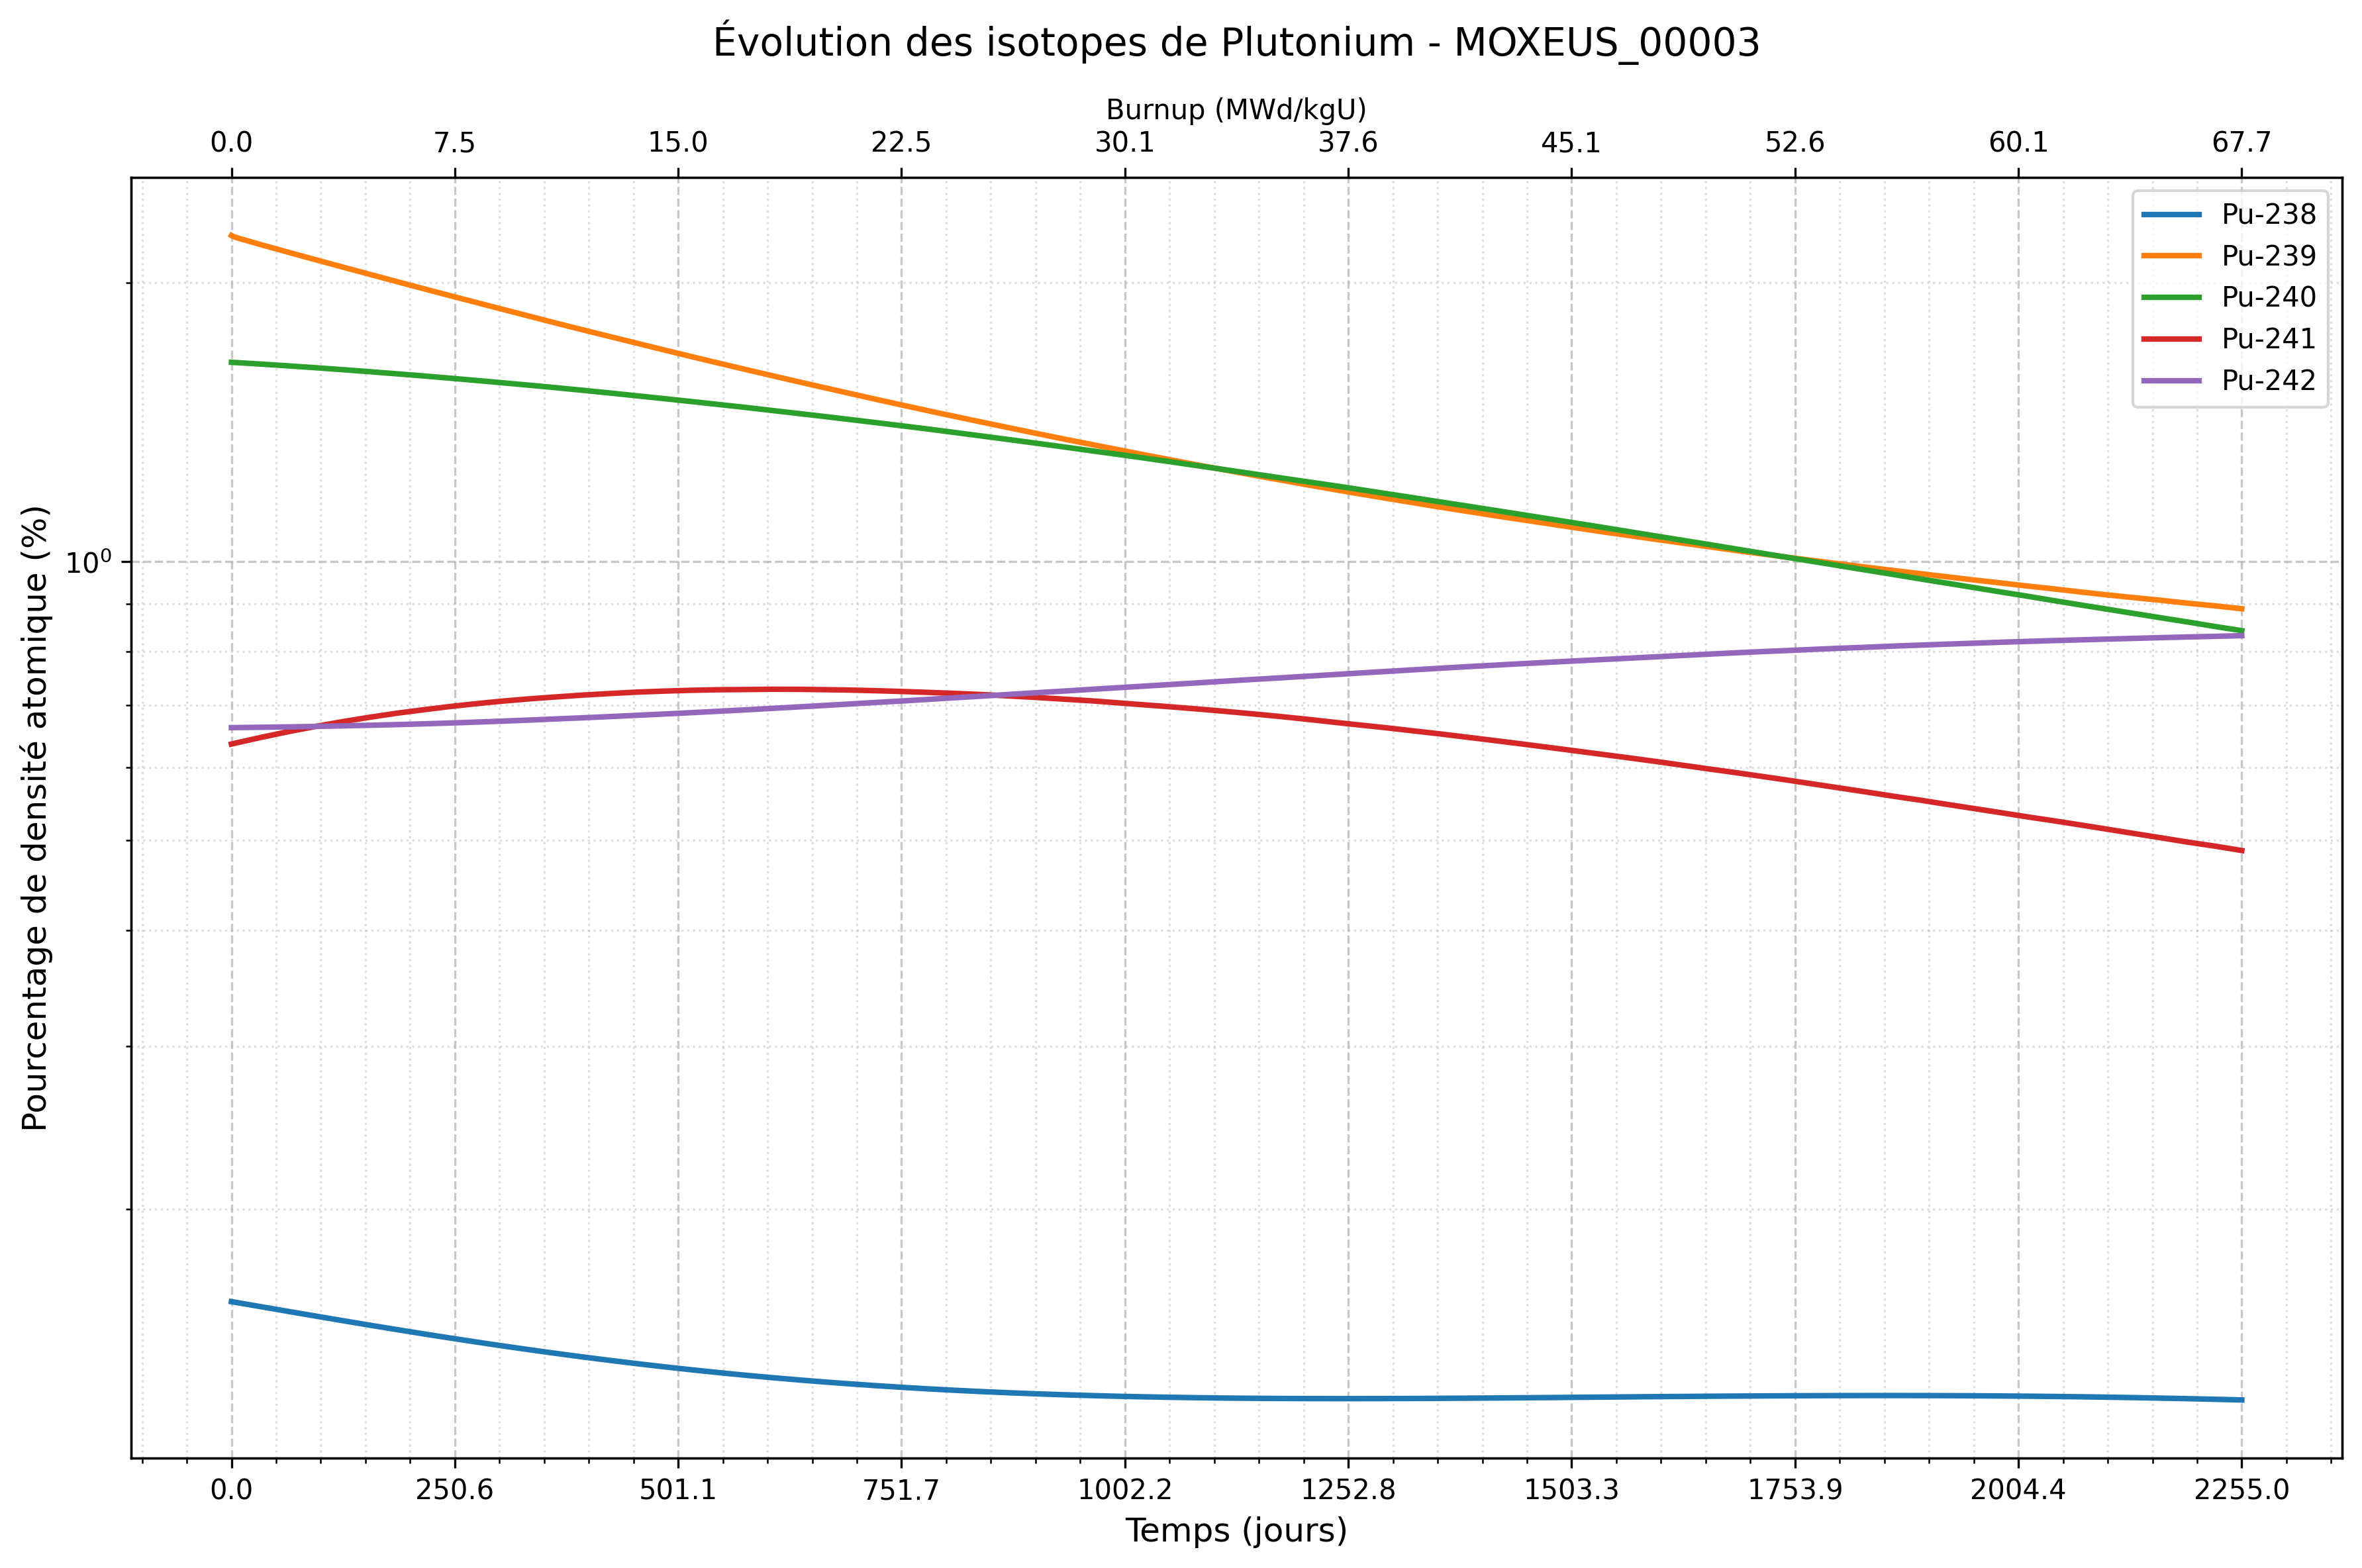 Évolution des isotopes de Plutonium - MOXEUS_00003
Burnup (MWd/kgU)
0.0 7.5 15.0 22.5 30.1 37.6 45.1 52.6 60.1 67.7
Pu-238
Pu-239
Pu-240
Pu-241
Pu-242
Pourcentage de densité atomique (%)
10⁰
0.0 250.6 501.1 751.7 1002.2 1252.8 1503.3 1753.9 2004.4 2255.0
Temps (jours)